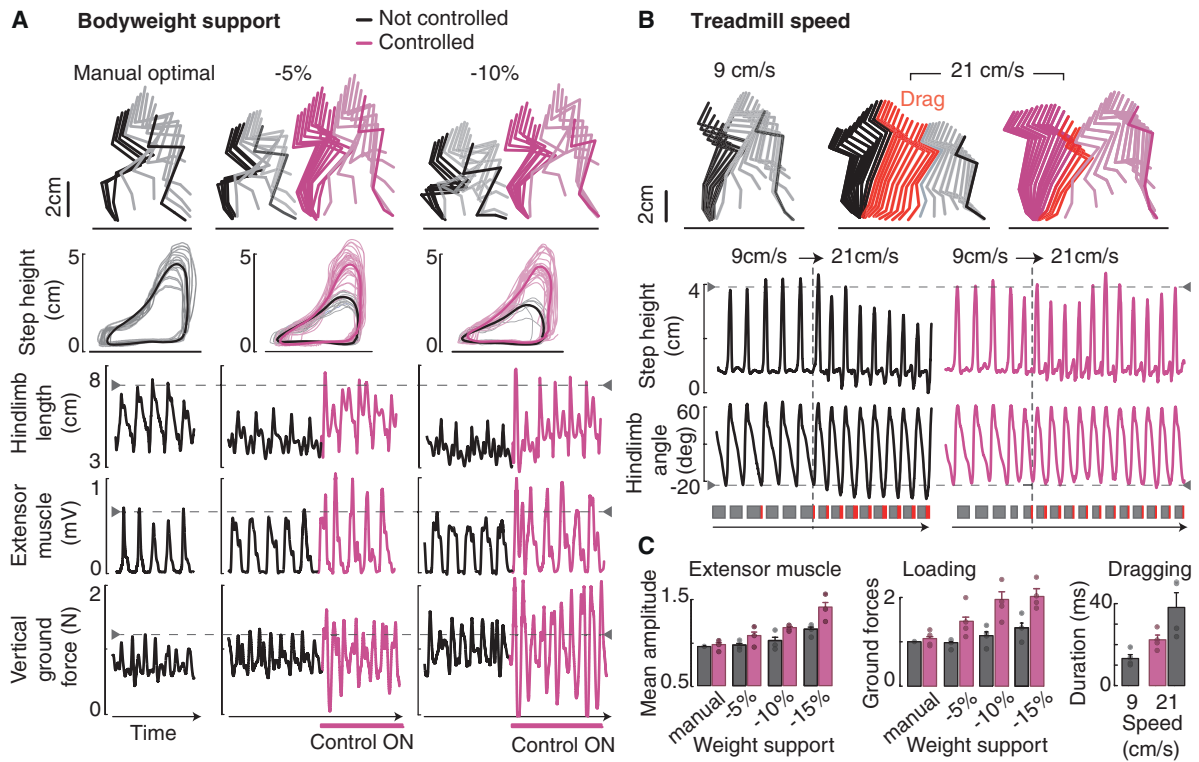 A Bodyweight support
Not controlled
Controlled
Manual optimal -5% -10%
2cm
Step height (cm)
5 0
5 0
5 0
Hindlimb length (cm)
8 3
Extensor muscle (mV)
1 0
Vertical ground force (N)
2 0
Time
Control ON
Control ON
B Treadmill speed
9 cm/s 21 cm/s
Drag
2cm
9cm/s 21cm/s
9cm/s 21cm/s
Step height (cm)
4 0
Hindlimb angle (deg)
60 -20
C
Extensor muscle
Mean amplitude
1.5 0.5
manual -5% -10% -15%
Weight support
Loading
Ground forces
2 0
manual -5% -10% -15%
Weight support
Dragging
Duration (ms)
40 0
9 21
Speed
(cm/s)